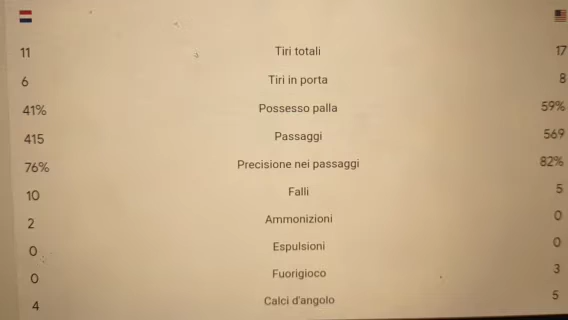 11 Tiri totali 17
6 Tiri in porta 8
41% Possesso palla 59%
415 Passaggi 569
76% Precisione nei passaggi 82%
10 Falli 5
2 Ammonizioni 0
0 Espulsioni 0
0 Fuorigioco 3
4 Calci d'angolo 5